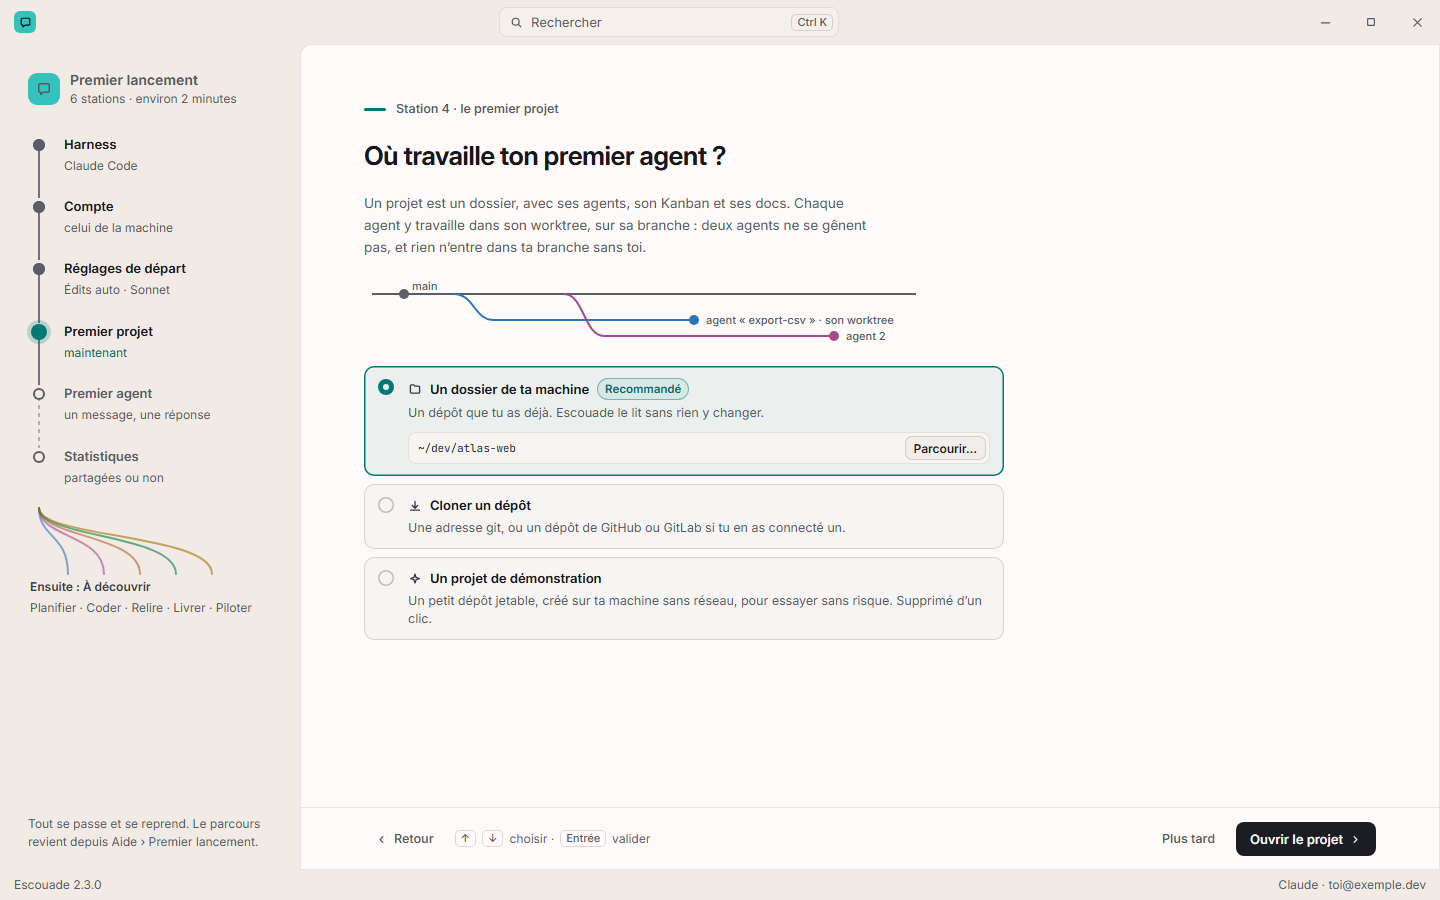 Rechercher
Ctrl K
Premier lancement
6 stations · environ 2 minutes
Harness
Claude Code
Compte
celui de la machine
Réglages de départ
Édits auto · Sonnet
Premier projet
maintenant
Premier agent
un message, une réponse
Statistiques
partagées ou non
Ensuite : À découvrir
Planifier · Coder · Relire · Livrer · Piloter
Tout se passe et se reprend. Le parcours
revient depuis Aide › Premier lancement.
Station 4 · le premier projet
Où travaille ton premier agent ?
Un projet est un dossier, avec ses agents, son Kanban et ses docs. Chaque
agent y travaille dans son worktree, sur sa branche : deux agents ne se gênent
pas, et rien n’entre dans ta branche sans toi.
main
agent « export-csv » · son worktree
agent 2
Un dossier de ta machine
Recommandé
Un dépôt que tu as déjà. Escouade le lit sans rien y changer.
~/dev/atlas-web
Parcourir…
Cloner un dépôt
Une adresse git, ou un dépôt de GitHub ou GitLab si tu en as connecté un.
Un projet de démonstration
Un petit dépôt jetable, créé sur ta machine sans réseau, pour essayer sans risque. Supprimé d’un
clic.
Retour
↑ ↓ choisir · Entrée valider
Plus tard
Ouvrir le projet
Escouade 2.3.0
Claude · toi@exemple.dev